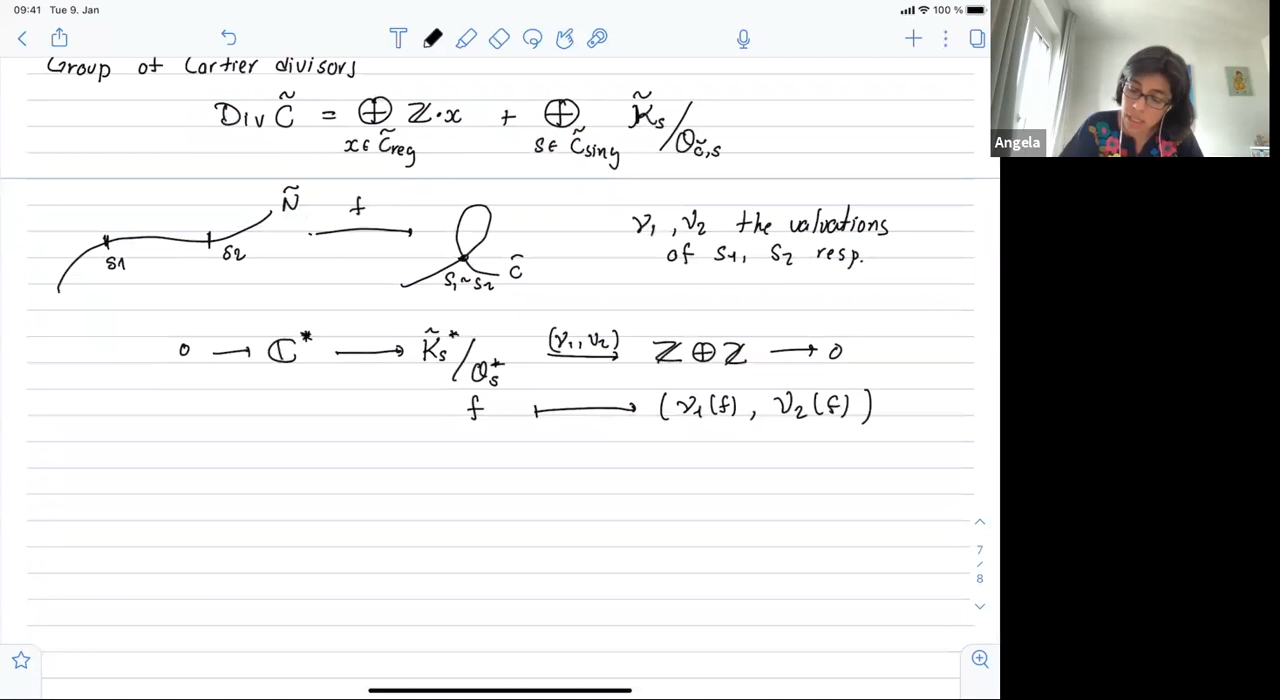 09:41 Tue 9. Jan
100 %
Group of Cartier divisors
Div C̃ = ⊕ ℤ·x + ⊕ K̃s/O_C̃,s
x∈C̃reg s∈C̃sing
Ñ f
s1 s2 s1~s2 C̃
ν1, ν2 the valuations
of s1, s2 resp.
0 → ℂ* → K̃s*/Os* (ν1,ν2) → ℤ⊕ℤ → 0
f ↦ (ν1(f), ν2(f))
Angela
7
/
8